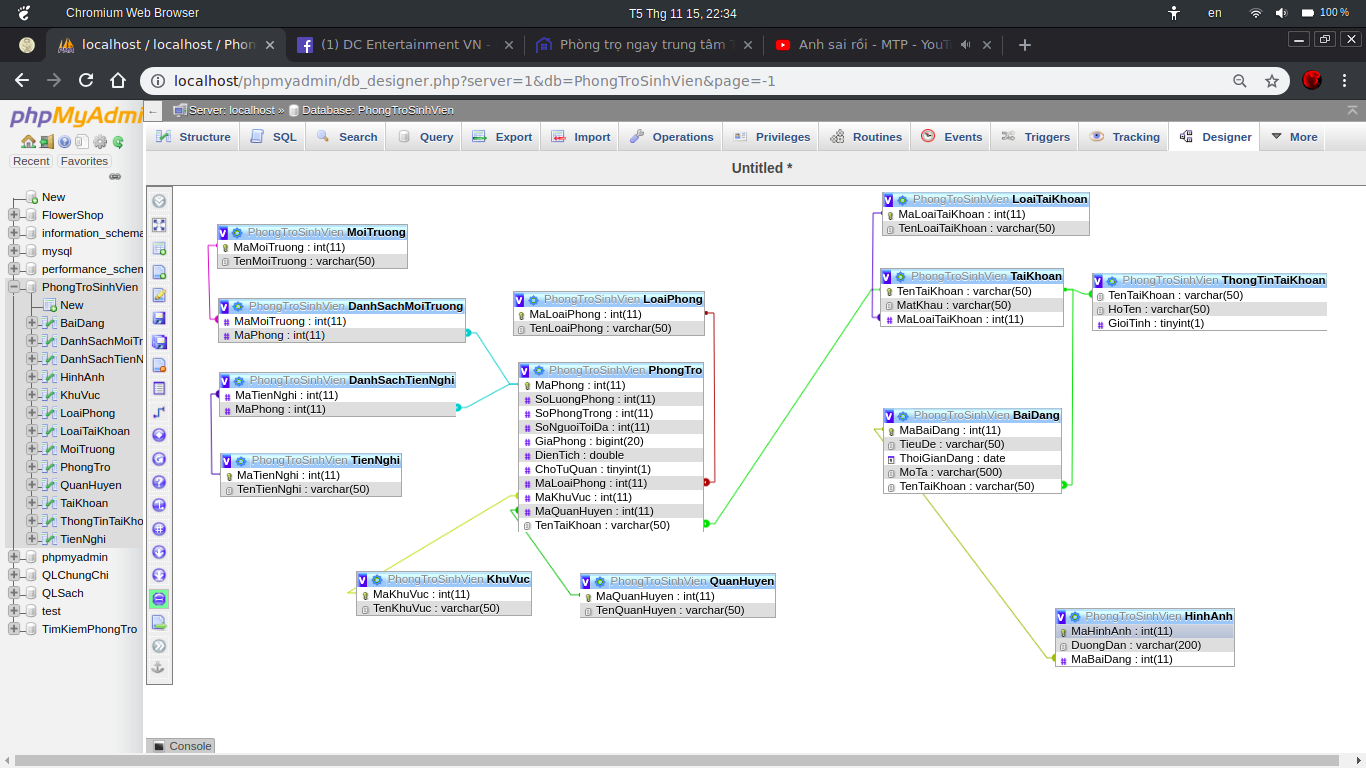 Chromium Web Browser
T5 Thg 11 15, 22:34
en
100 %
localhost / localhost / Phon
(1) DC Entertainment VN -
Phòng trọ ngay trung tâm T
Anh sai rồi - MTP - YouT
localhost/phpmyadmin/db_designer.php?server=1&db=PhongTroSinhVien&page=-1
phpMyAdmi
Server: localhost » Database: PhongTroSinhVien
Structure
SQL
Search
Query
Export
Import
Operations
Privileges
Routines
Events
Triggers
Tracking
Designer
More
Recent
Favorites
Untitled *
New
FlowerShop
information_schema
mysql
performance_schem
PhongTroSinhVien
New
BaiDang
DanhSachMoiTr
DanhSachTienN
HinhAnh
KhuVuc
LoaiPhong
LoaiTaiKhoan
MoiTruong
PhongTro
QuanHuyen
TaiKhoan
ThongTinTaiKho
TienNghi
phpmyadmin
QLChungChi
QLSach
test
TimKiemPhongTro
PhongTroSinhVien MoiTruong
MaMoiTruong : int(11)
TenMoiTruong : varchar(50)
PhongTroSinhVien DanhSachMoiTruong
MaMoiTruong : int(11)
MaPhong : int(11)
PhongTroSinhVien DanhSachTienNghi
MaTienNghi : int(11)
MaPhong : int(11)
PhongTroSinhVien TienNghi
MaTienNghi : int(11)
TenTienNghi : varchar(50)
PhongTroSinhVien LoaiPhong
MaLoaiPhong : int(11)
TenLoaiPhong : varchar(50)
PhongTroSinhVien PhongTro
MaPhong : int(11)
SoLuongPhong : int(11)
SoPhongTrong : int(11)
SoNguoiToiDa : int(11)
GiaPhong : bigint(20)
DienTich : double
ChoTuQuan : tinyint(1)
MaLoaiPhong : int(11)
MaKhuVuc : int(11)
MaQuanHuyen : int(11)
TenTaiKhoan : varchar(50)
PhongTroSinhVien KhuVuc
MaKhuVuc : int(11)
TenKhuVuc : varchar(50)
PhongTroSinhVien QuanHuyen
MaQuanHuyen : int(11)
TenQuanHuyen : varchar(50)
PhongTroSinhVien LoaiTaiKhoan
MaLoaiTaiKhoan : int(11)
TenLoaiTaiKhoan : varchar(50)
PhongTroSinhVien TaiKhoan
TenTaiKhoan : varchar(50)
MatKhau : varchar(50)
MaLoaiTaiKhoan : int(11)
PhongTroSinhVien ThongTinTaiKhoan
TenTaiKhoan : varchar(50)
HoTen : varchar(50)
GioiTinh : tinyint(1)
PhongTroSinhVien BaiDang
MaBaiDang : int(11)
TieuDe : varchar(50)
ThoiGianDang : date
MoTa : varchar(500)
TenTaiKhoan : varchar(50)
PhongTroSinhVien HinhAnh
MaHinhAnh : int(11)
DuongDan : varchar(200)
MaBaiDang : int(11)
Console